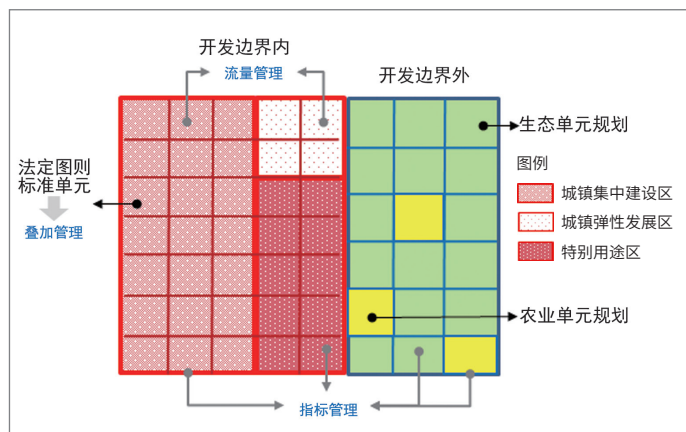 开发边界内
流量管理
开发边界外
生态单元规划
法定图则
标准单元
叠加管理
图例
城镇集中建设区
城镇弹性发展区
特别用途区
农业单元规划
指标管理